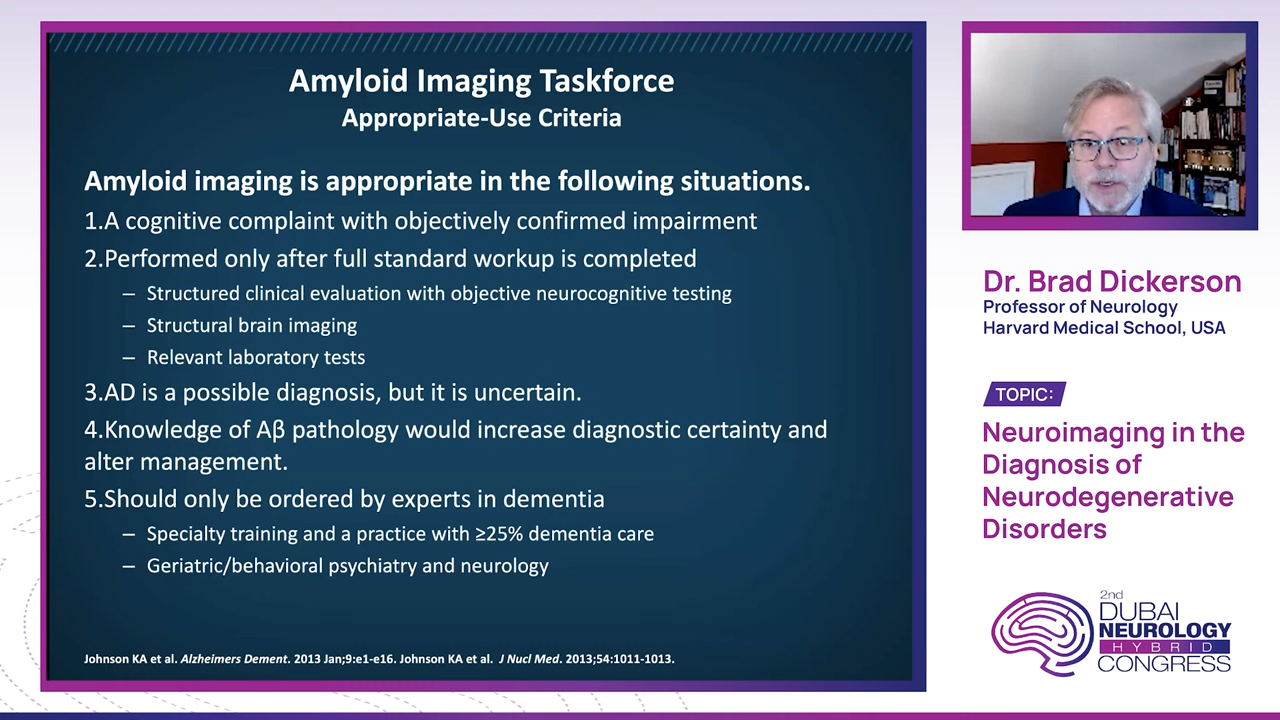 Amyloid Imaging Taskforce
Appropriate-Use Criteria
Amyloid imaging is appropriate in the following situations.
1.A cognitive complaint with objectively confirmed impairment
2.Performed only after full standard workup is completed
– Structured clinical evaluation with objective neurocognitive testing
– Structural brain imaging
– Relevant laboratory tests
3.AD is a possible diagnosis, but it is uncertain.
4.Knowledge of Aβ pathology would increase diagnostic certainty and
alter management.
5.Should only be ordered by experts in dementia
– Specialty training and a practice with ≥25% dementia care
– Geriatric/behavioral psychiatry and neurology
Johnson KA et al. Alzheimers Dement. 2013 Jan;9:e1-e16. Johnson KA et al. J Nucl Med. 2013;54:1011-1013.
Dr. Brad Dickerson
Professor of Neurology
Harvard Medical School, USA
TOPIC:
Neuroimaging in the
Diagnosis of
Neurodegenerative
Disorders
2nd
DUBAI
NEUROLOGY
HYBRID
CONGRESS